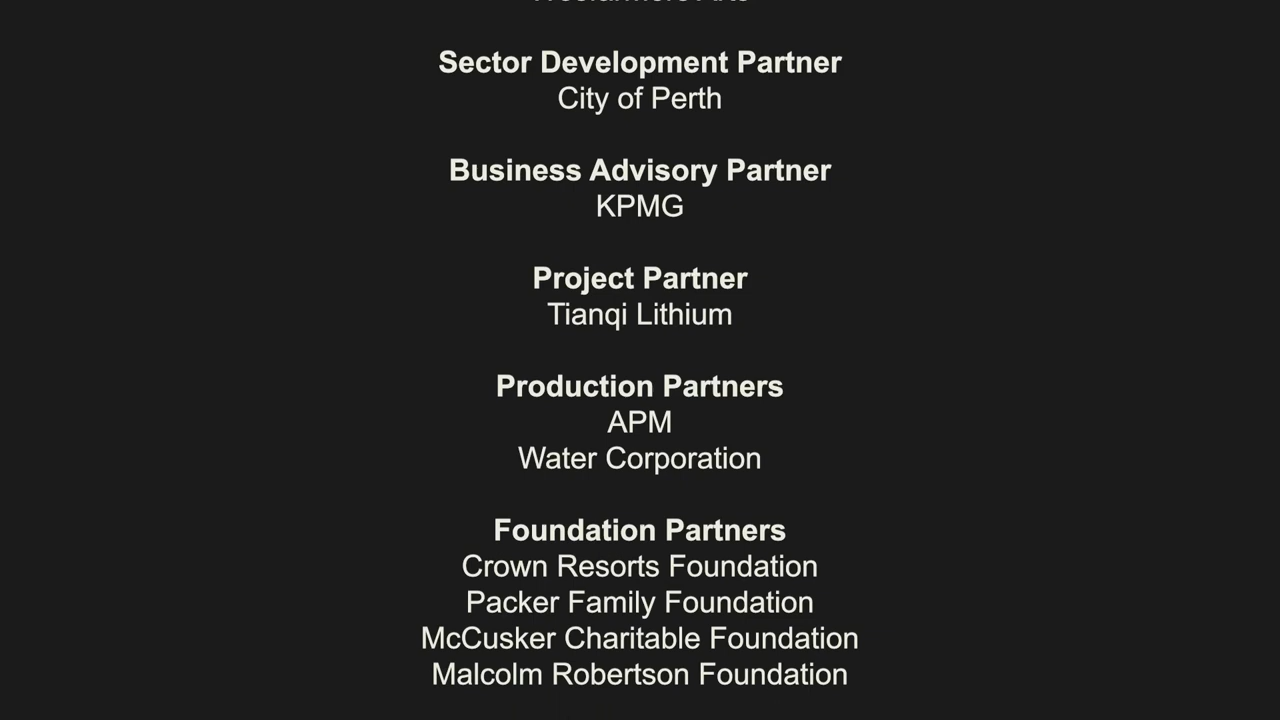 Sector Development Partner
City of Perth
Business Advisory Partner
KPMG
Project Partner
Tianqi Lithium
Production Partners
APM
Water Corporation
Foundation Partners
Crown Resorts Foundation
Packer Family Foundation
McCusker Charitable Foundation
Malcolm Robertson Foundation